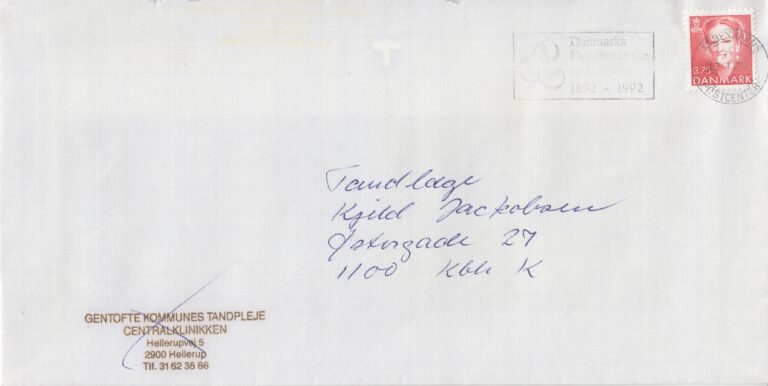 Danmarks
1892 - 1992
3.75
DANMARK
POSTCENTER
Tandlæge
Kjeld Jackobsen
Østergade 27
1100 Kbh. K
GENTOFTE KOMMUNES TANDPLEJE
CENTRALKLINIKKEN
Hellerupvej 5
2900 Hellerup
Tlf. 31 62 35 66